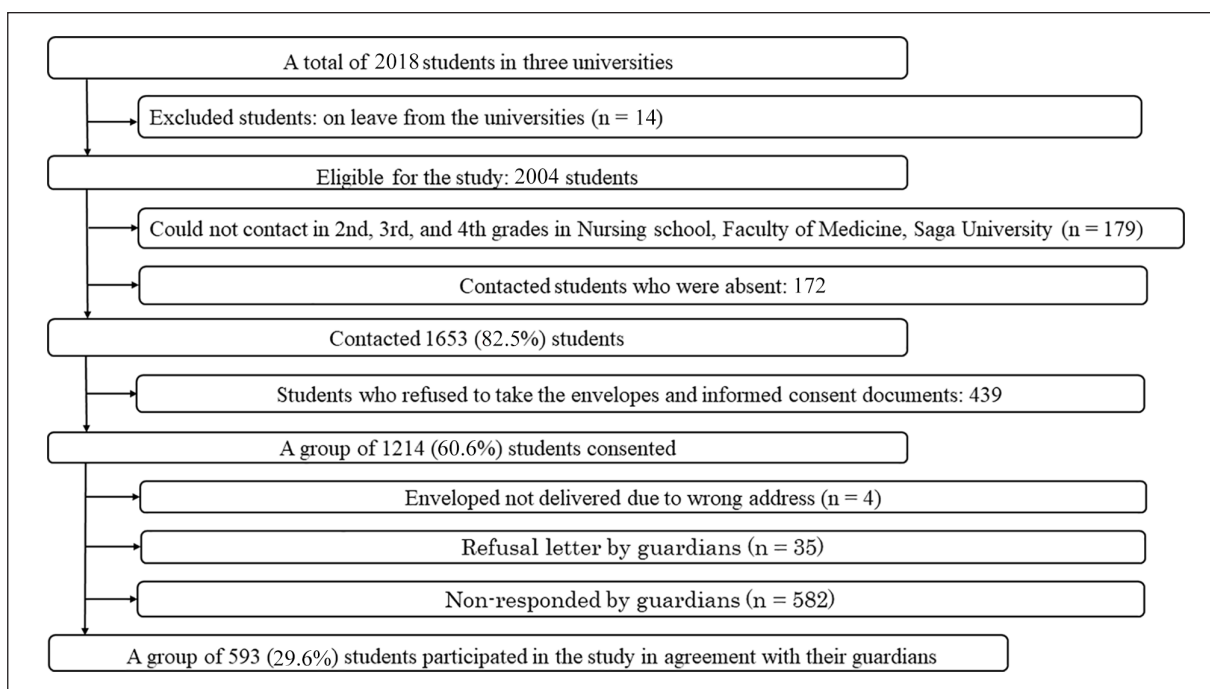 A total of 2018 students in three universities
Excluded students: on leave from the universities (n = 14)
Eligible for the study: 2004 students
Could not contact in 2nd, 3rd, and 4th grades in Nursing school, Faculty of Medicine, Saga University (n = 179)
Contacted students who were absent: 172
Contacted 1653 (82.5%) students
Students who refused to take the envelopes and informed consent documents: 439
A group of 1214 (60.6%) students consented
Enveloped not delivered due to wrong address (n = 4)
Refusal letter by guardians (n = 35)
Non-responded by guardians (n = 582)
A group of 593 (29.6%) students participated in the study in agreement with their guardians